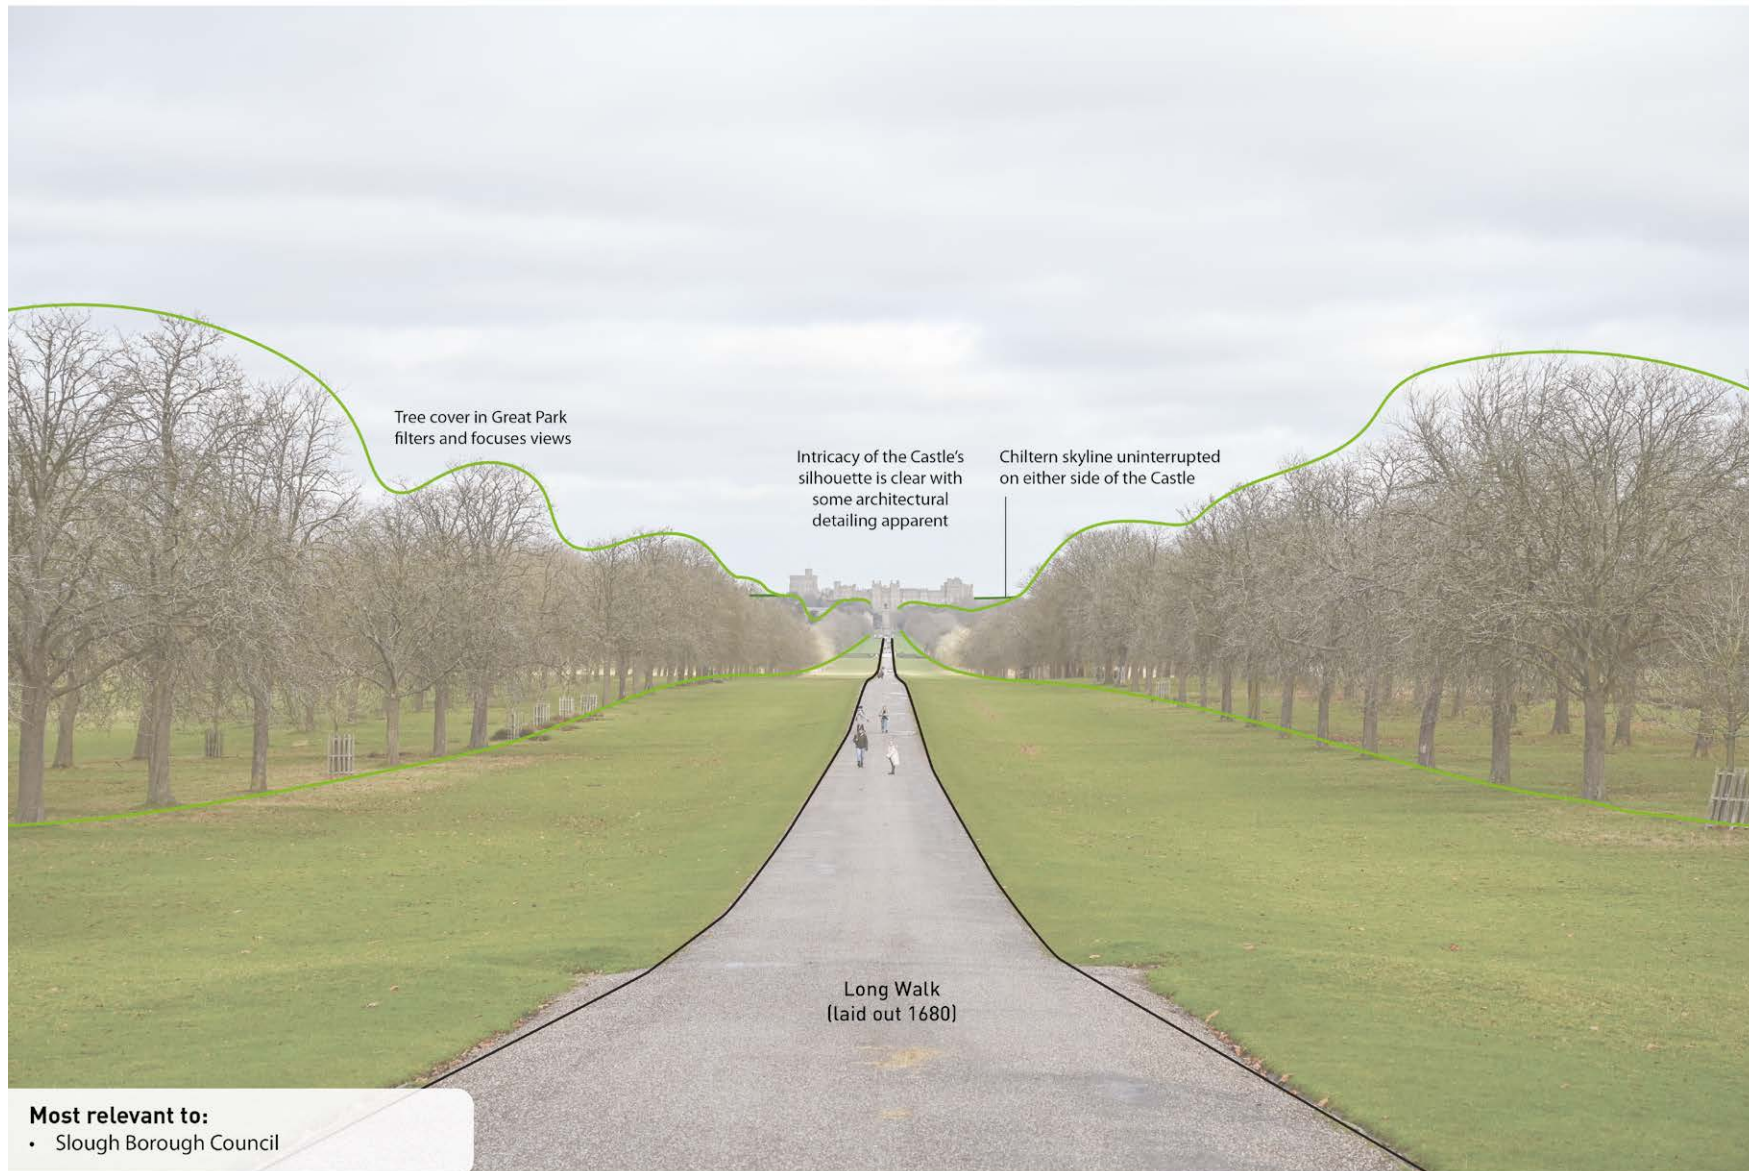 Tree cover in Great Park
filters and focuses views
Intricacy of the Castle's
silhouette is clear with
some architectural
detailing apparent
Chiltern skyline uninterrupted
on either side of the Castle
Long Walk
(laid out 1680)
Most relevant to:
• Slough Borough Council